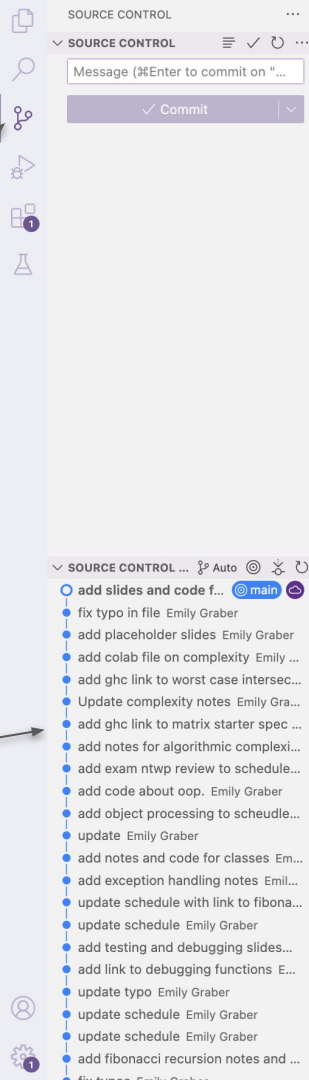 SOURCE CONTROL
SOURCE CONTROL
Message (⌘Enter to commit on "...
Commit
1
SOURCE CONTROL ... Auto
add slides and code f... main
fix typo in file Emily Graber
add placeholder slides Emily Graber
add colab file on complexity Emily ...
add ghc link to worst case intersec...
Update complexity notes Emily Gra...
add ghc link to matrix starter spec ...
add notes for algorithmic complexi...
add exam ntwp review to schedule...
add code about oop. Emily Graber
add object processing to scheudle...
update Emily Graber
add notes and code for classes Em...
add exception handling notes Emil...
update schedule with link to fibona...
update schedule Emily Graber
add testing and debugging slides...
add link to debugging functions E...
update typo Emily Graber
update schedule Emily Graber
update schedule Emily Graber
add fibonacci recursion notes and ...
1